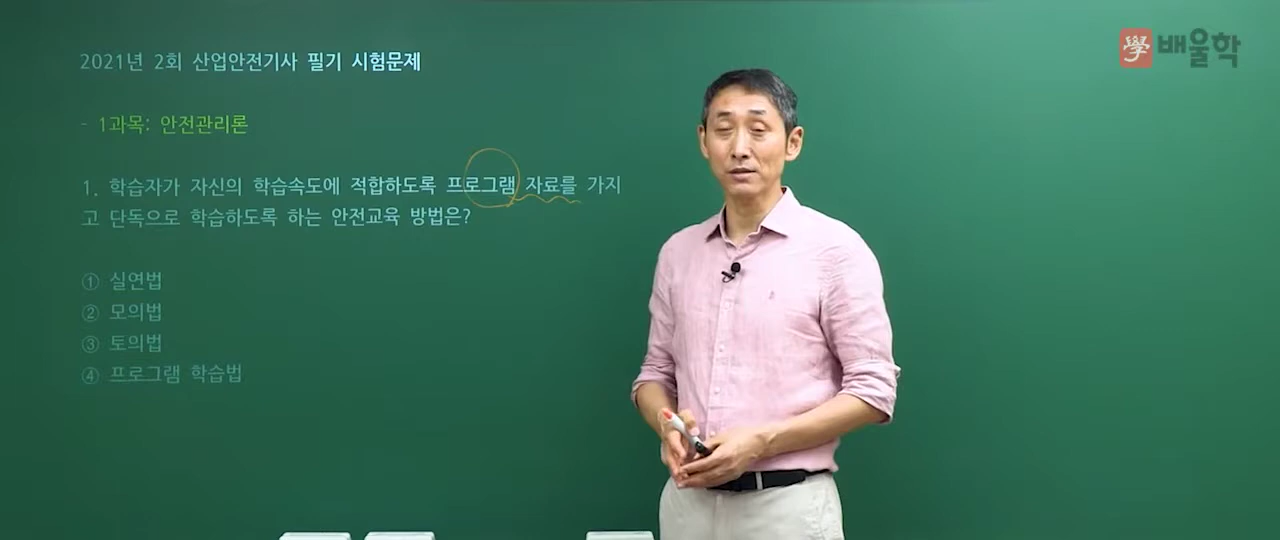 學 배울학
2021년 2회 산업안전기사 필기 시험문제
- 1과목: 안전관리론
1. 학습자가 자신의 학습속도에 적합하도록 프로그램 자료를 가지
고 단독으로 학습하도록 하는 안전교육 방법은?
① 실연법
② 모의법
③ 토의법
④ 프로그램 학습법